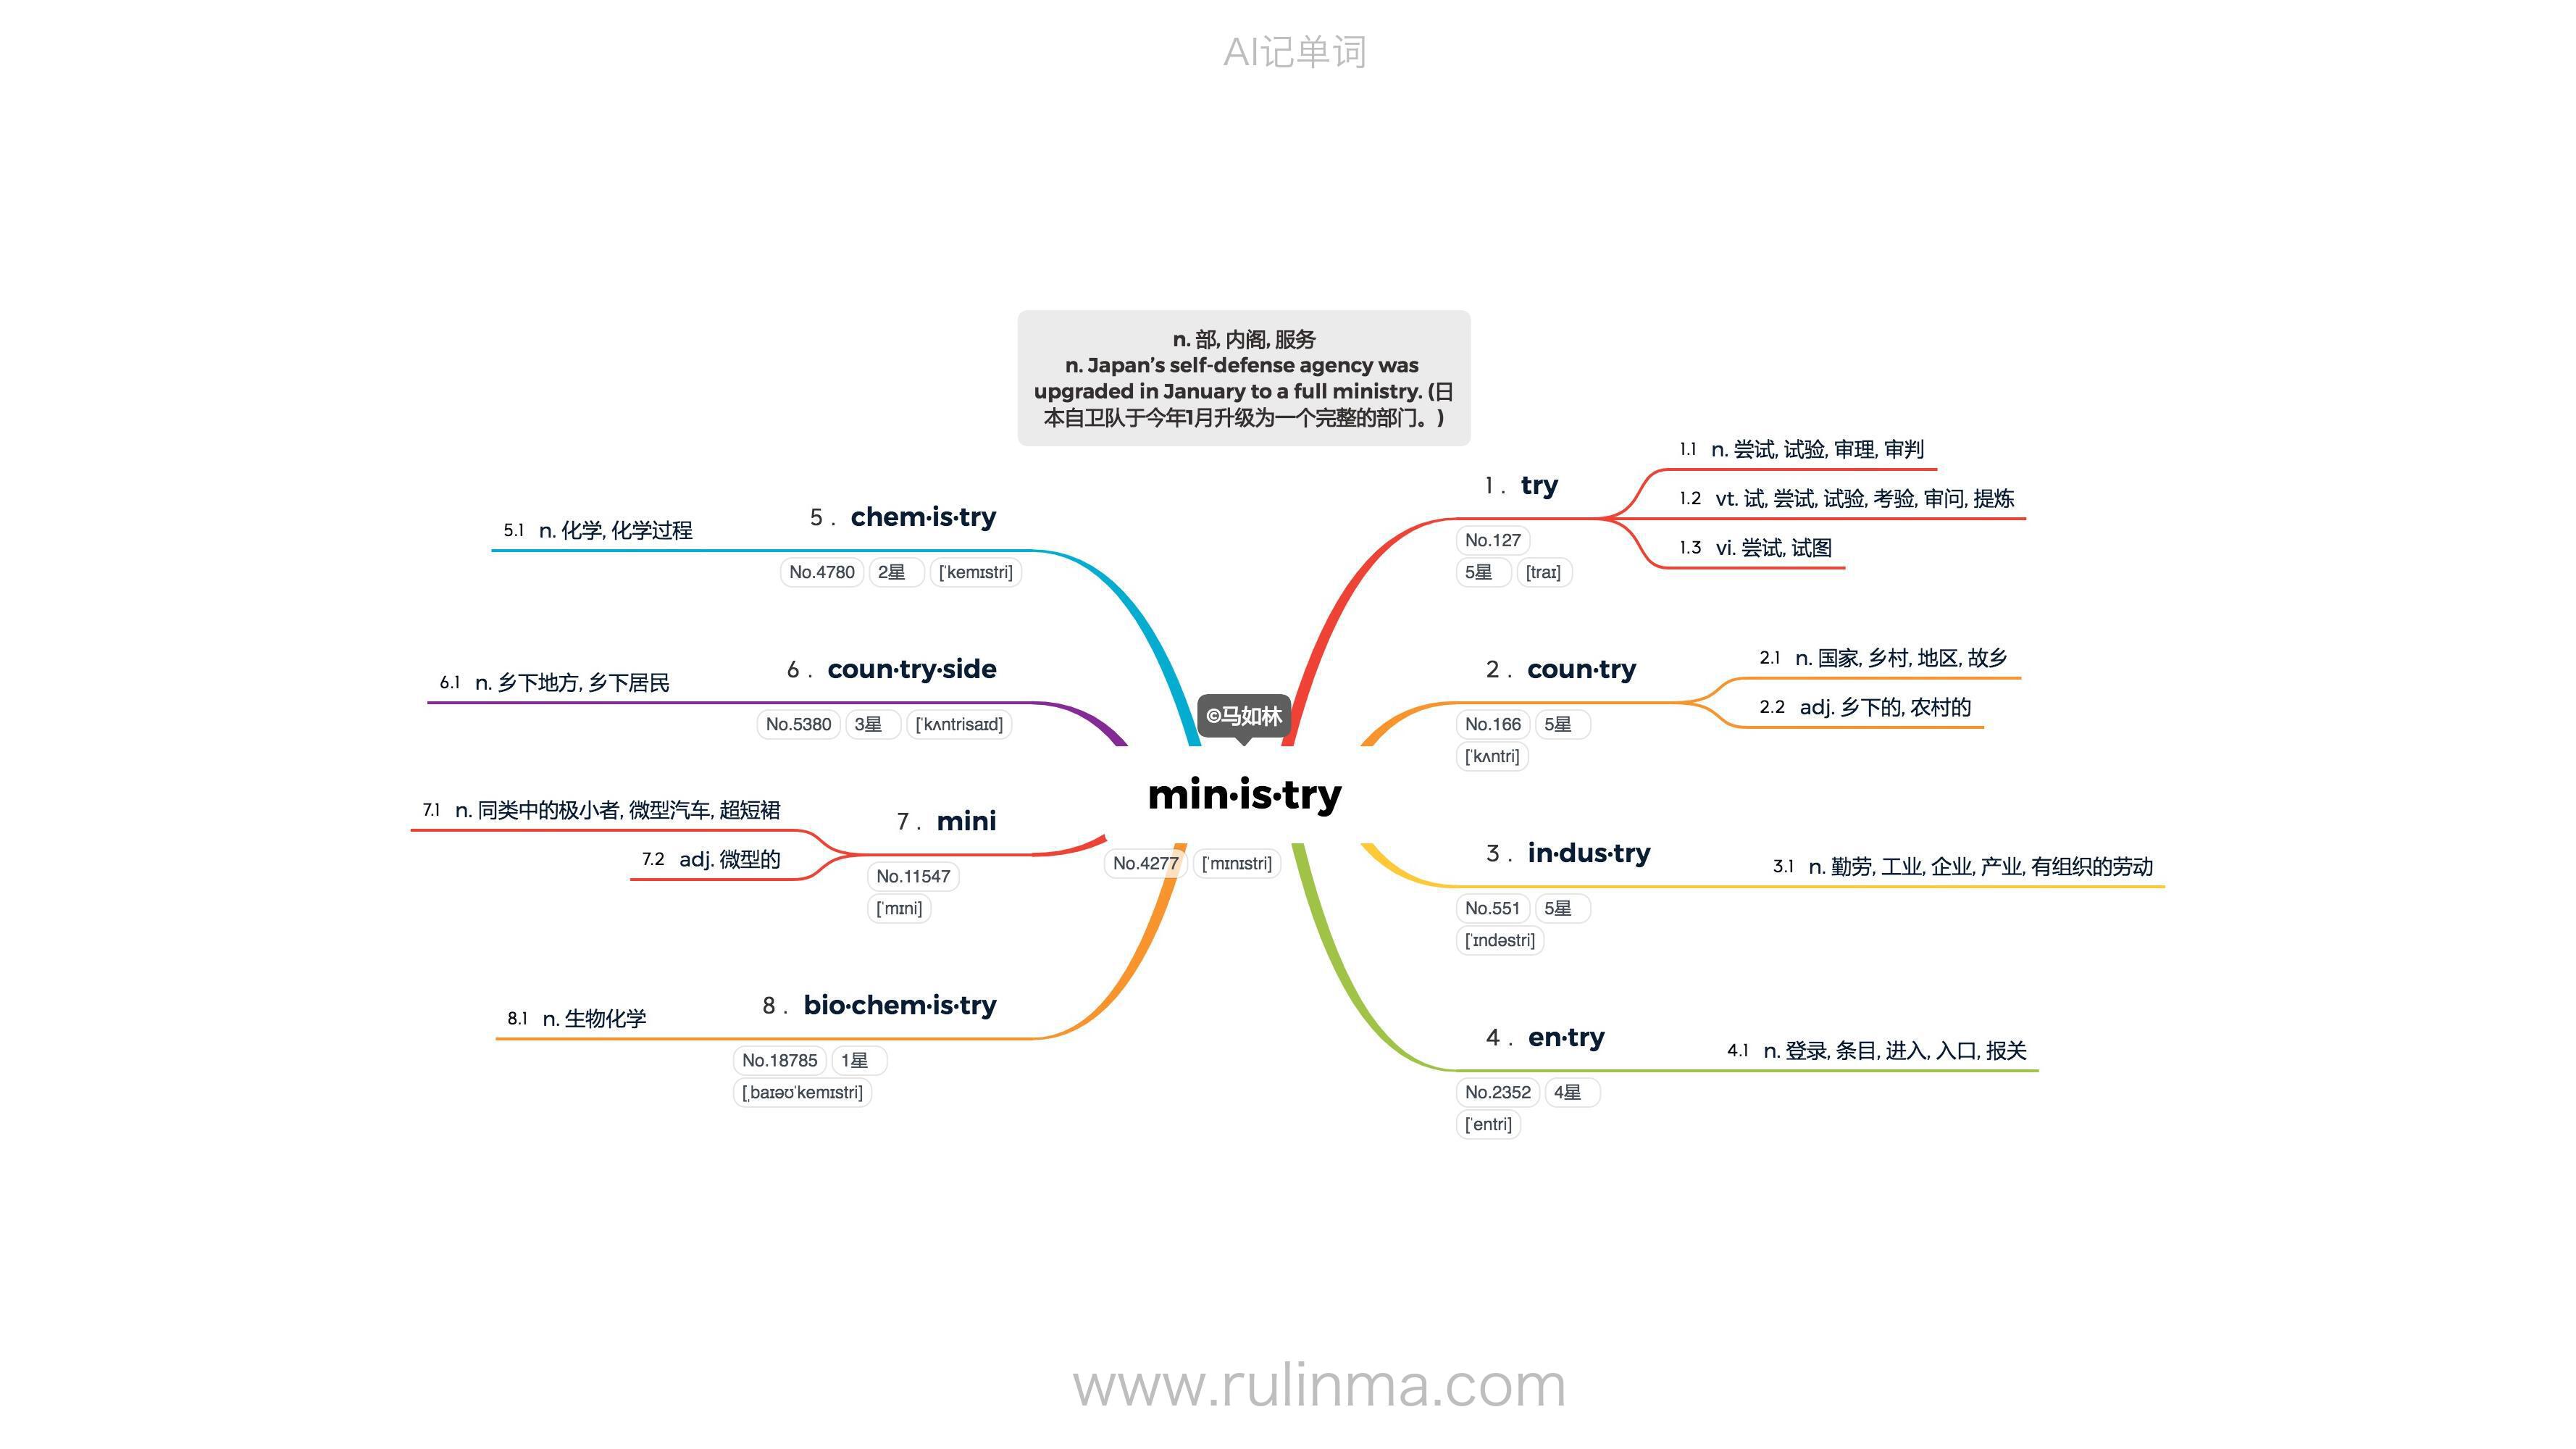 AI记单词
n. 部, 内阁, 服务
n. Japan’s self-defense agency was
upgraded in January to a full ministry. (日
本自卫队于今年1月升级为一个完整的部门。)
©马如林
min·is·try
No.4277 [ˈmɪnɪstri]
1 . try
No.127
5星 [traɪ]
1.1 n. 尝试, 试验, 审理, 审判
1.2 vt. 试, 尝试, 试验, 考验, 审问, 提炼
1.3 vi. 尝试, 试图
2 . coun·try
No.166 5星
[ˈkʌntri]
2.1 n. 国家, 乡村, 地区, 故乡
2.2 adj. 乡下的, 农村的
3 . in·dus·try
No.551 5星
[ˈɪndəstri]
3.1 n. 勤劳, 工业, 企业, 产业, 有组织的劳动
4 . en·try
No.2352 4星
[ˈentri]
4.1 n. 登录, 条目, 进入, 入口, 报关
5 . chem·is·try
No.4780 2星 [ˈkemɪstri]
5.1 n. 化学, 化学过程
6 . coun·try·side
No.5380 3星 [ˈkʌntrisaɪd]
6.1 n. 乡下地方, 乡下居民
7 . mini
No.11547
[ˈmɪni]
7.1 n. 同类中的极小者, 微型汽车, 超短裙
7.2 adj. 微型的
8 . bio·chem·is·try
No.18785 1星
[ˌbaɪəʊˈkemɪstri]
8.1 n. 生物化学
www.rulinma.com